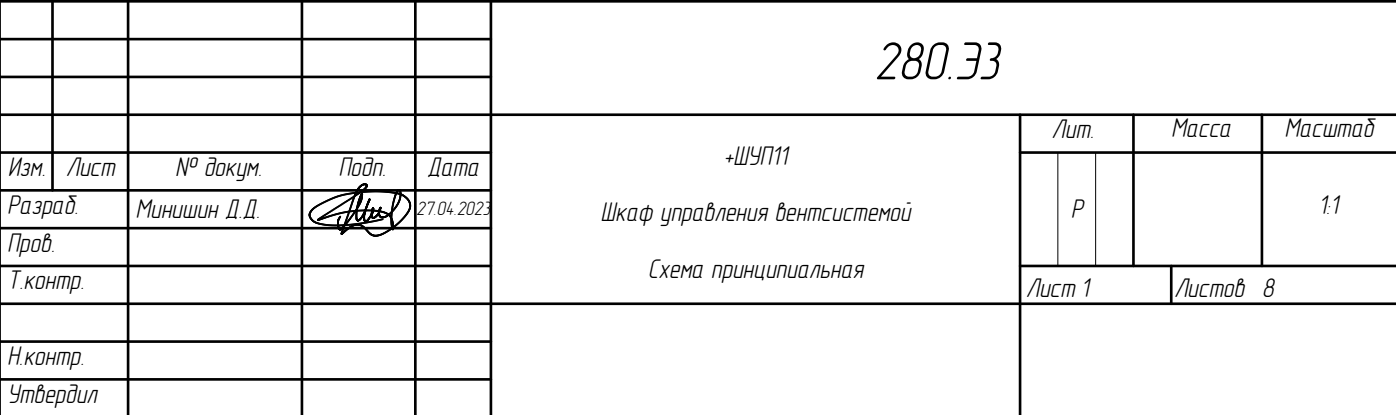 280.ЭЗ
+ШУП11
Шкаф управления вентсистемой
Схема принципиальная
Лит. Масса Масштаб
Р 1:1
Лист 1 Листов 8
Изм. Лист № докум. Подп. Дата
Разраб. Минишин Д.Д. 27.04.2023
Пров.
Т.контр.
Н.контр.
Утвердил